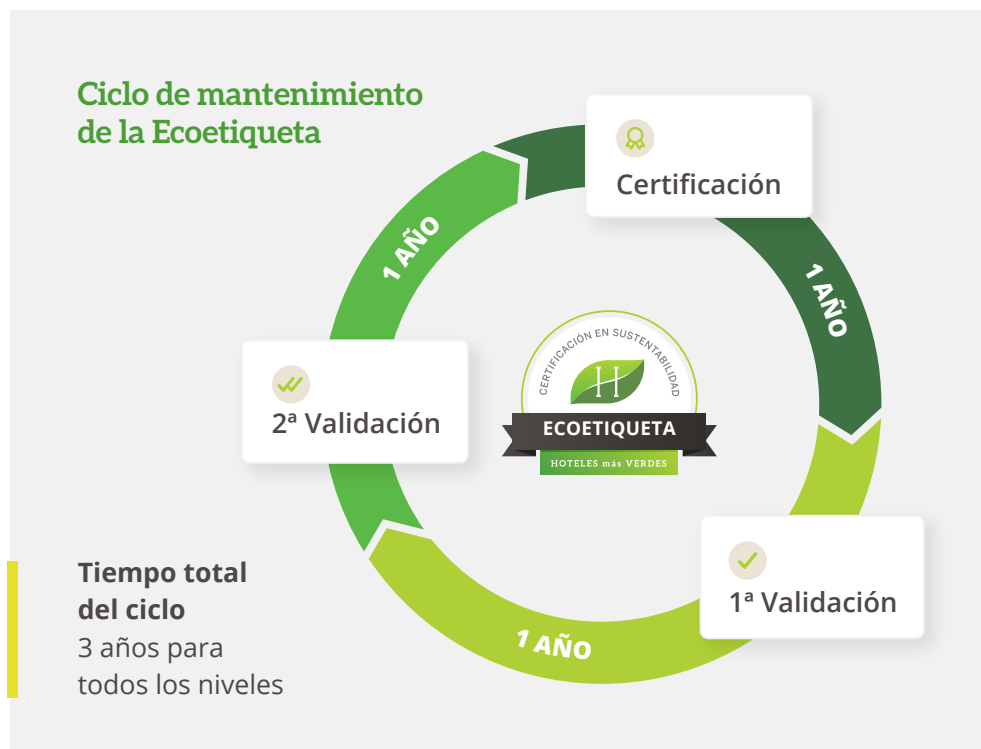 Ciclo de mantenimiento
de la Ecoetiqueta
Certificación
1 AÑO
1ª Validación
1 AÑO
2ª Validación
1 AÑO
CERTIFICACIÓN EN SUSTENTABILIDAD
H
ECOETIQUETA
HOTELES más VERDES
Tiempo total
del ciclo
3 años para
todos los niveles